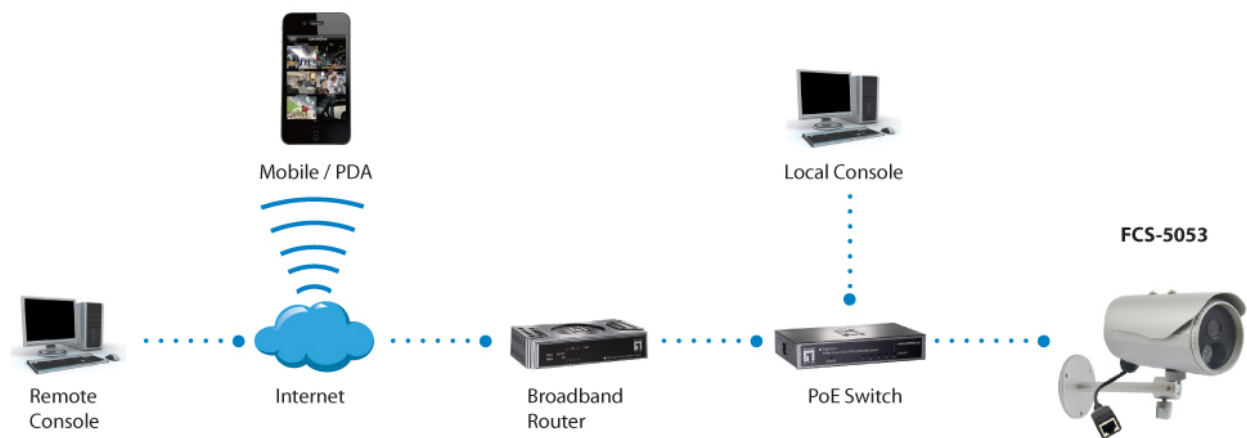 Mobile / PDA
Local Console
FCS-5053
Remote
Console
Internet
Broadband
Router
PoE Switch